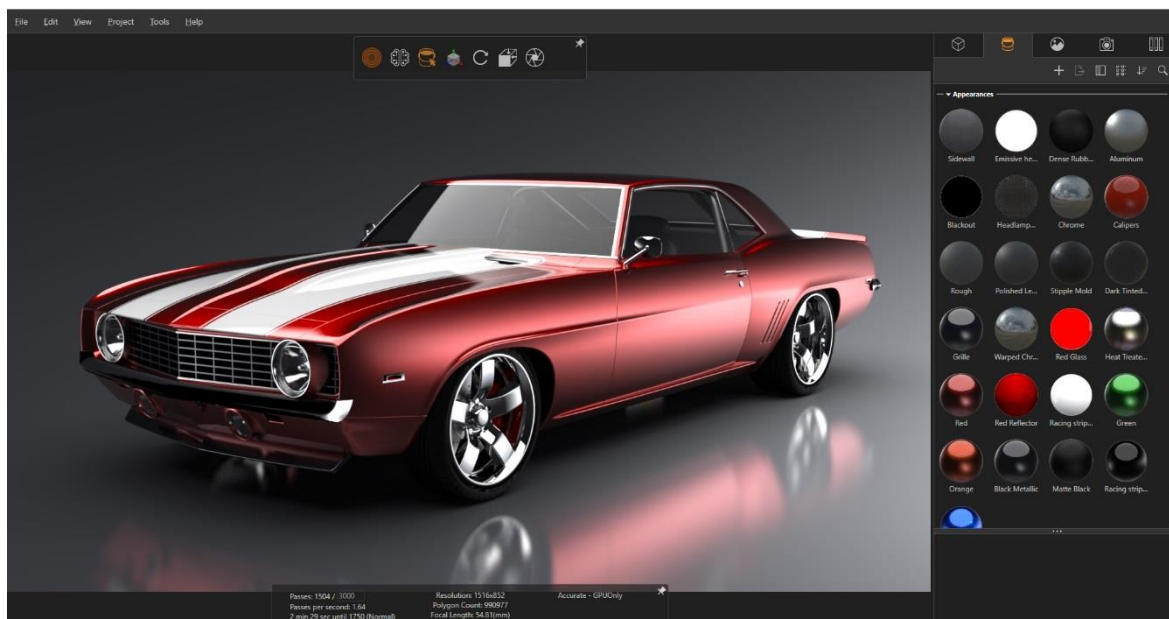 File Edit View Project Tools Help
Appearances
Sidewall Emissive he... Dense Rubb... Aluminum
Blackout Headlamp... Chrome Calipers
Rough Polished Le... Stipple Mold Dark Tinted...
Grille Warped Chr... Red Glass Heat Treate...
Red Red Reflector Racing strip... Green
Orange Black Metallic Matte Black Racing strip...
Passes: 1504 / 3000 Resolution: 1516x852 Accurate - GPUOnly
Passes per second: 1.64 Polygon Count: 990977
2 min 29 sec until 1750 (Normal) Focal Length: 54.81(mm)